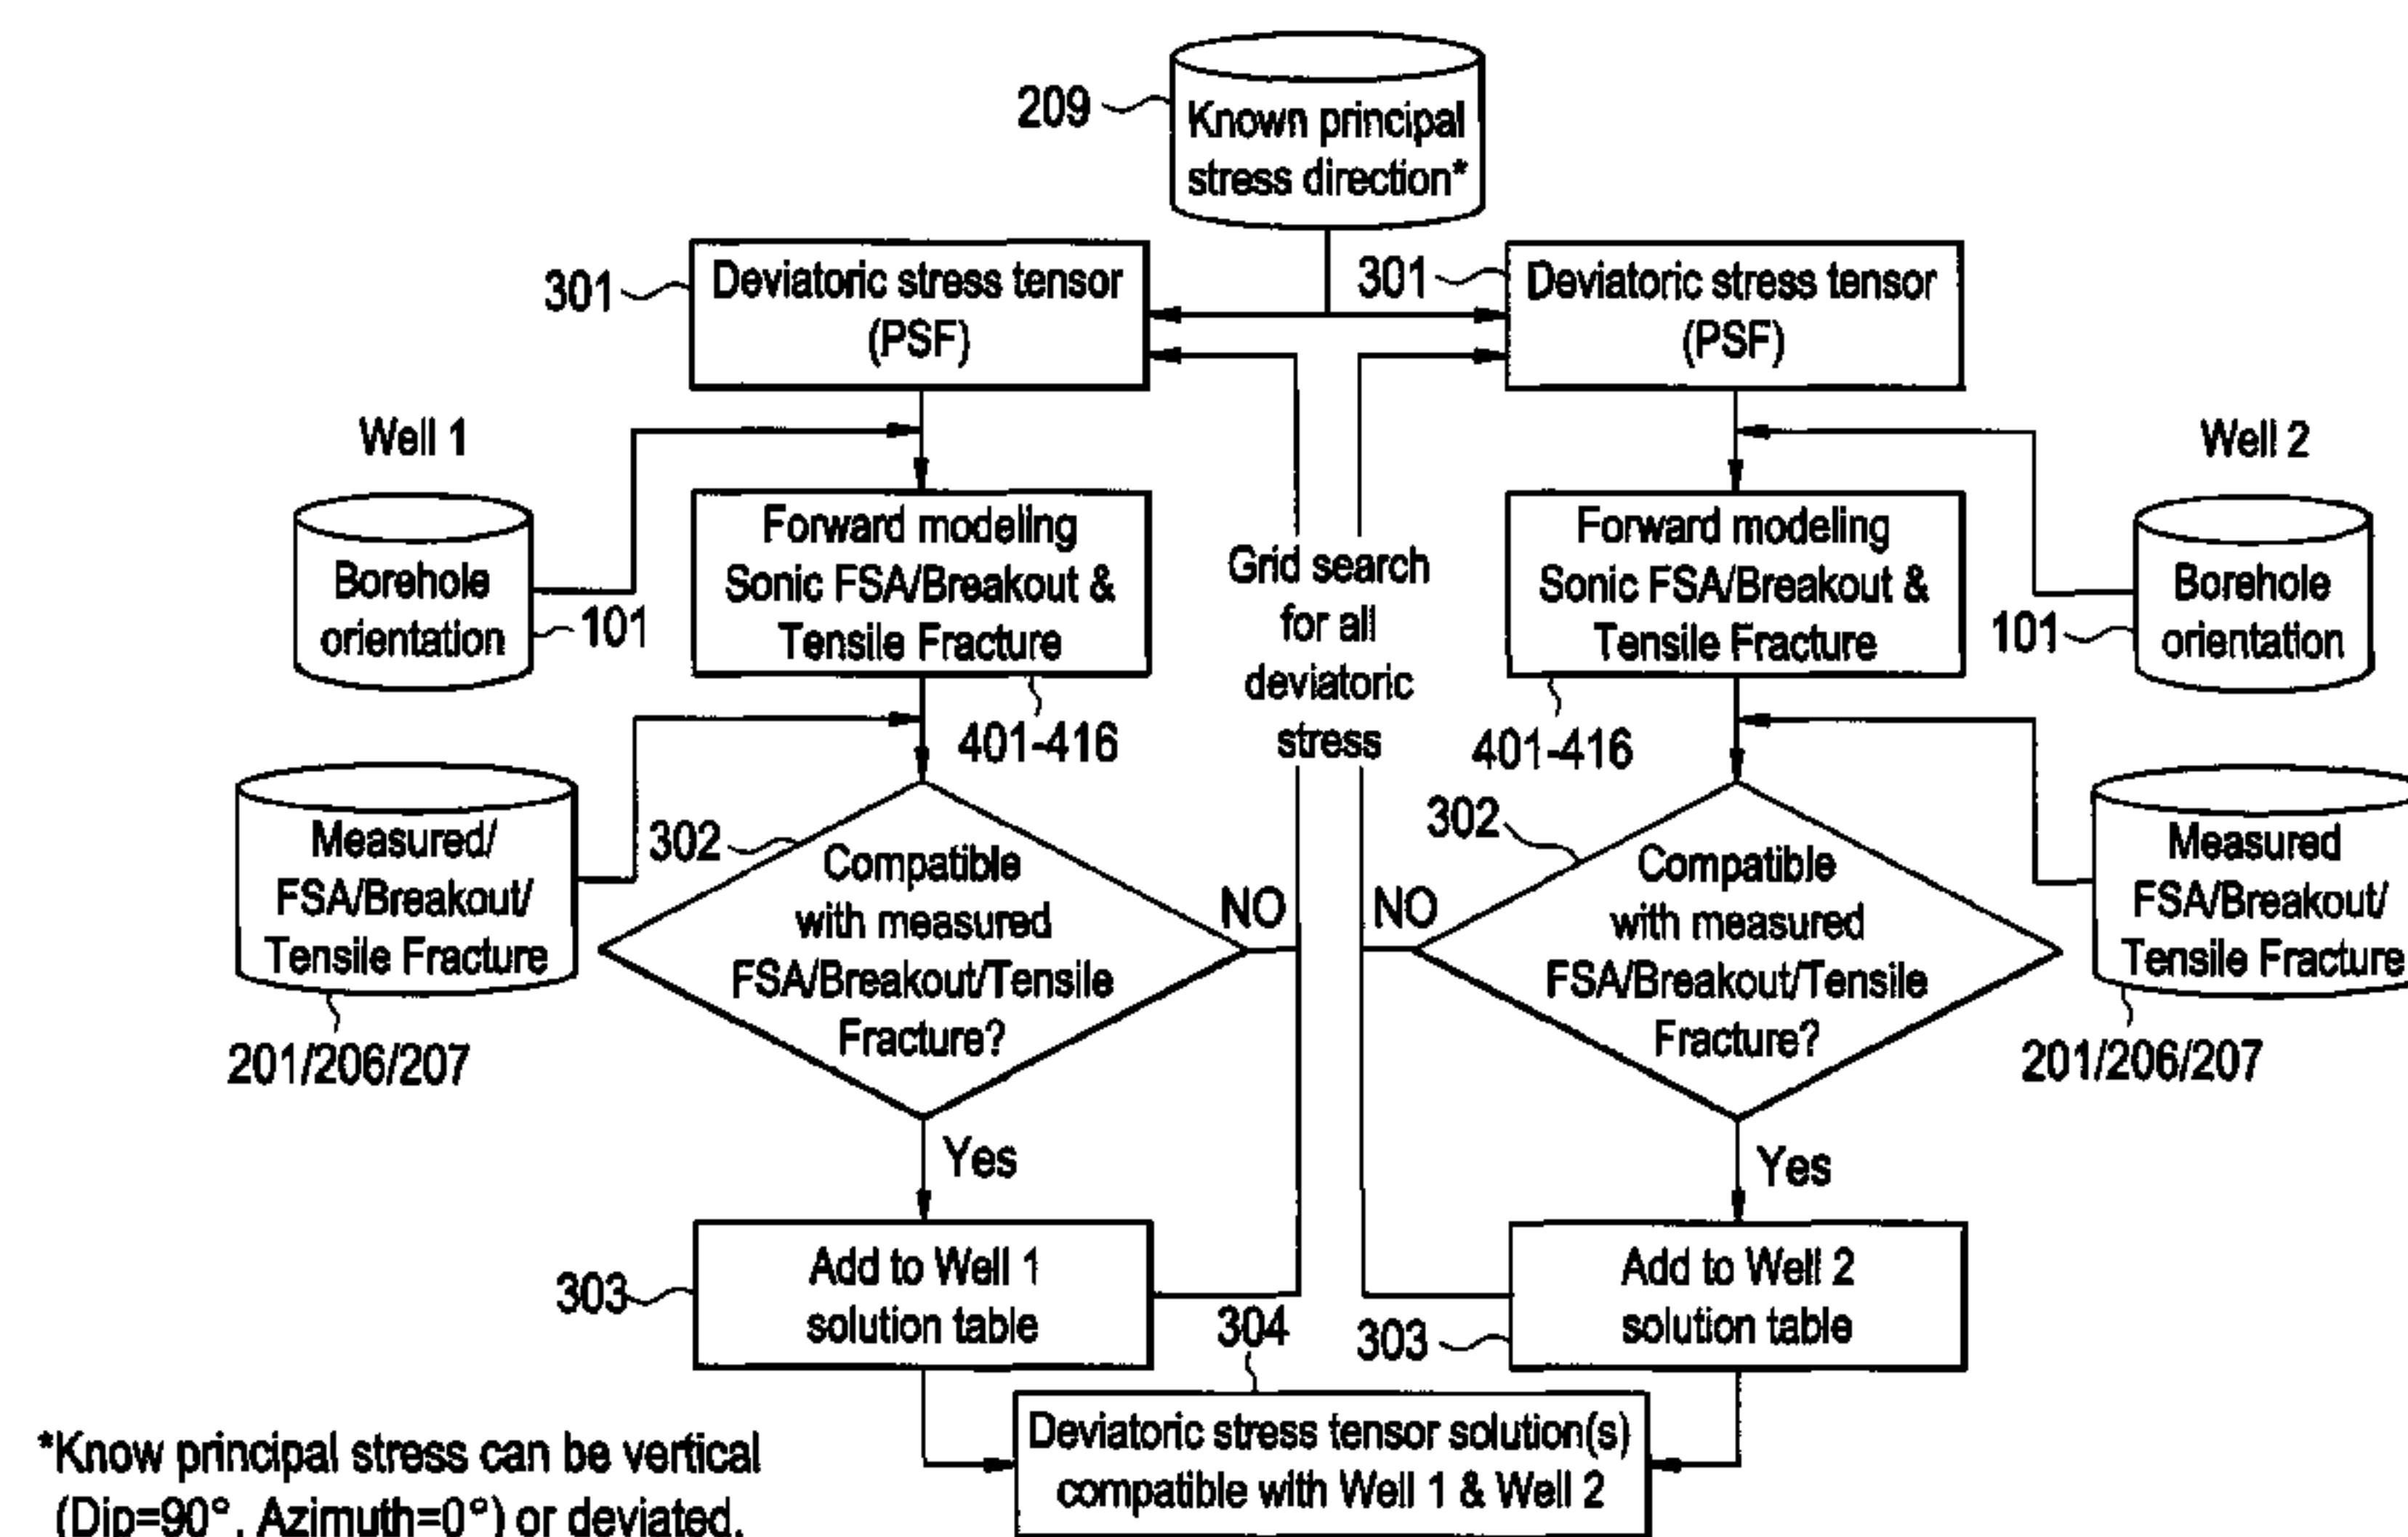 209
Known principal
stress direction*
301
Deviatoric stress tensor
(PSF)
301
Deviatoric stress tensor
(PSF)
Well 1
Well 2
Borehole
orientation
101
Forward modeling
Sonic FSA/Breakout &
Tensile Fracture
401-416
Grid search
for all
deviatoric
stress
Forward modeling
Sonic FSA/Breakout &
Tensile Fracture
401-416
Borehole
orientation
101
Measured/
FSA/Breakout/
Tensile Fracture
201/206/207
302
Compatible
with measured
FSA/Breakout/Tensile
Fracture?
NO
NO
302
Compatible
with measured
FSA/Breakout/Tensile
Fracture?
Measured
FSA/Breakout/
Tensile Fracture
201/206/207
Yes
Yes
303
Add to Well 1
solution table
304
303
Add to Well 2
solution table
Deviatoric stress tensor solution(s)
compatible with Well 1 & Well 2
*Know principal stress can be vertical
(Dip=90°, Azimuth=0°) or deviated.